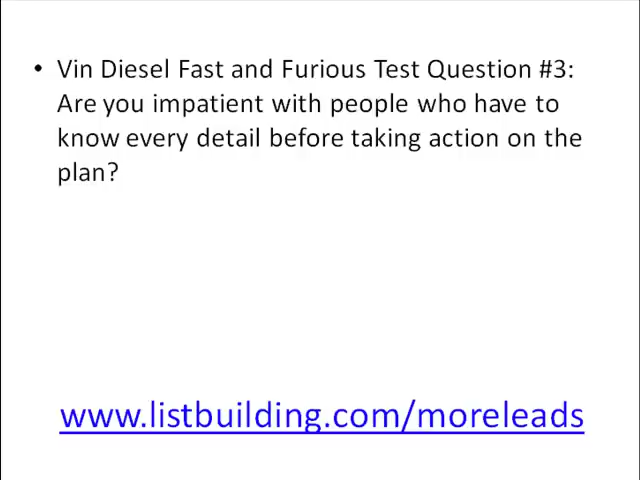 • Vin Diesel Fast and Furious Test Question #3:
Are you impatient with people who have to
know every detail before taking action on the
plan?
www.listbuilding.com/moreleads